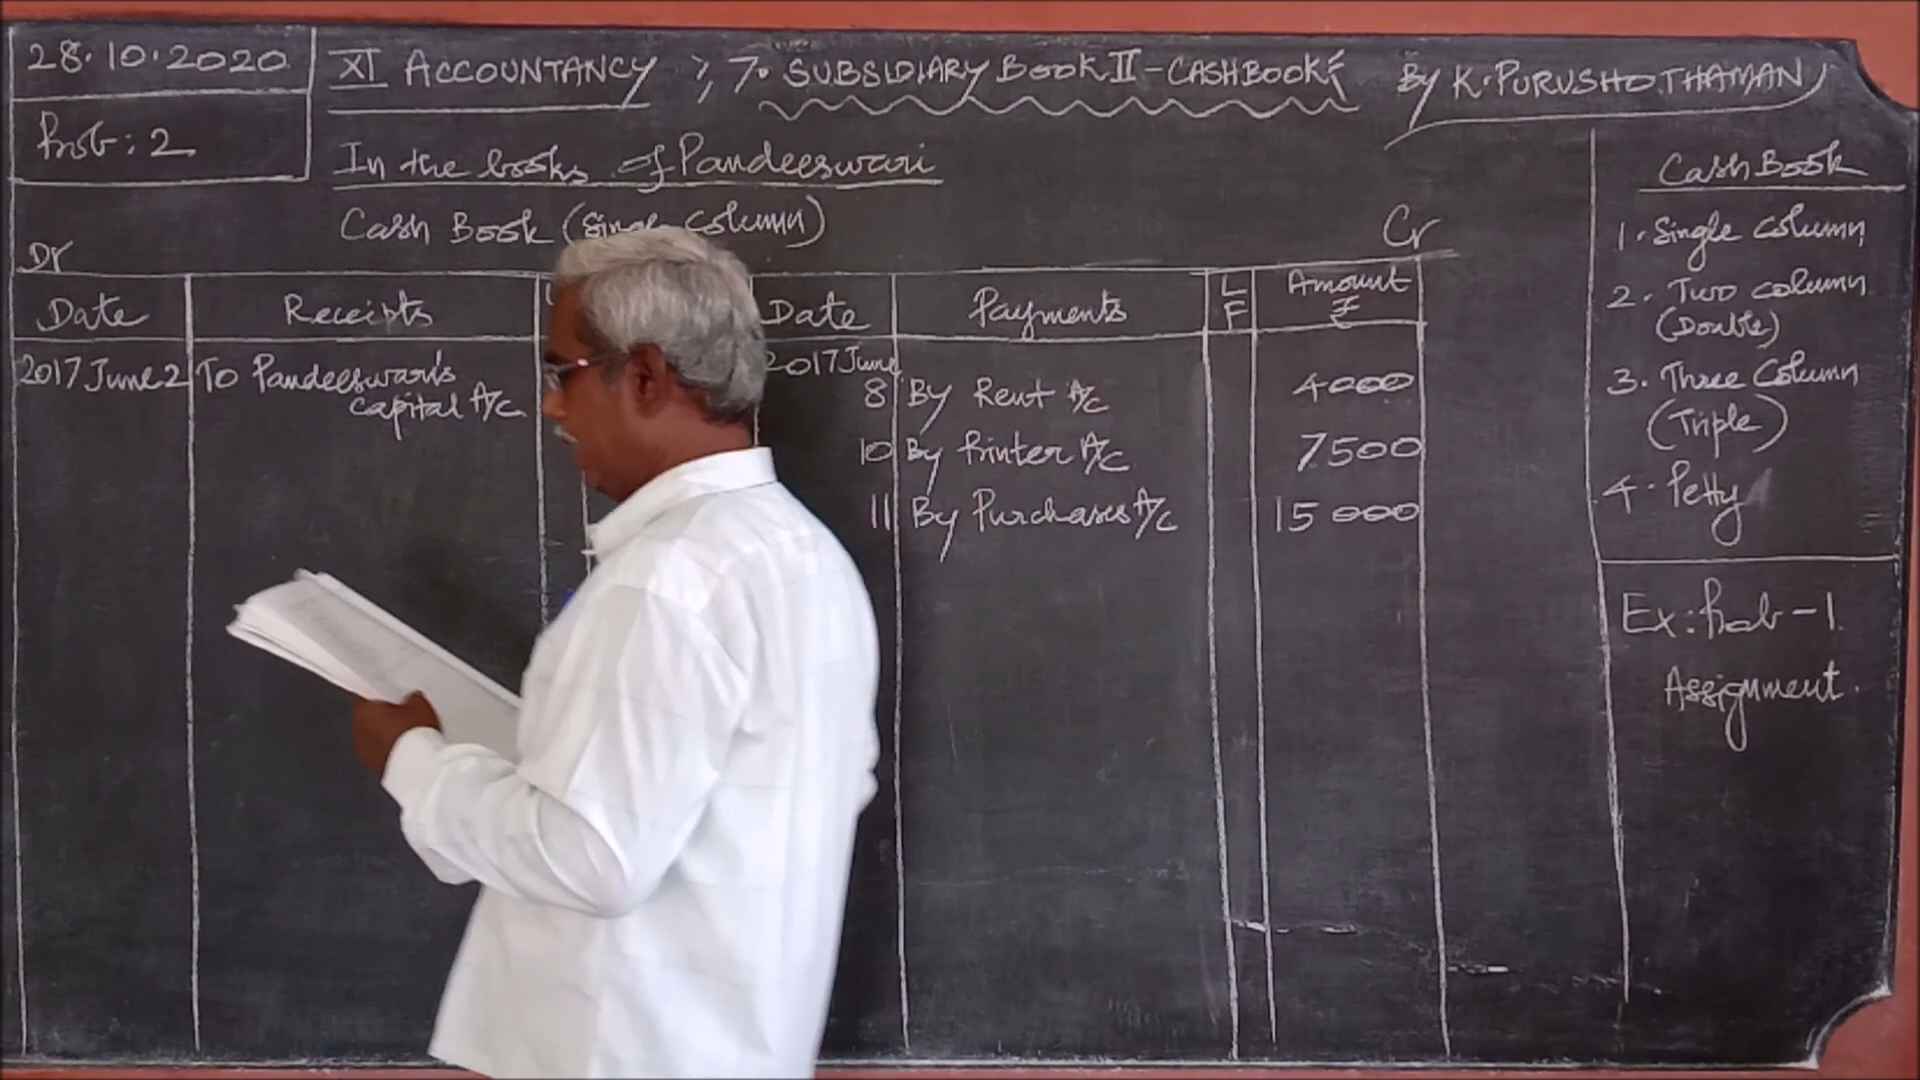 28.10.2020
XI ACCOUNTANCY ; 7. SUBSIDIARY BOOK II - CASHBOOK By K. PURUSHOTHAMAN
Prob: 2
In the books of Pandeeswari
Cash Book (Single Column)
Dr
Cr
Date Receipts Date Payments L F Amount ₹
2017 June 2 To Pandeeswari's
capital A/c
2017 June
8 By Rent A/c 4000
10 By Printer A/c 7500
11 By Purchases A/c 15000
Cash Book
1. Single Column
2. Two column
(Double)
3. Three Column
(Triple)
4. Petty
Ex: Prob - 1
Assignment.